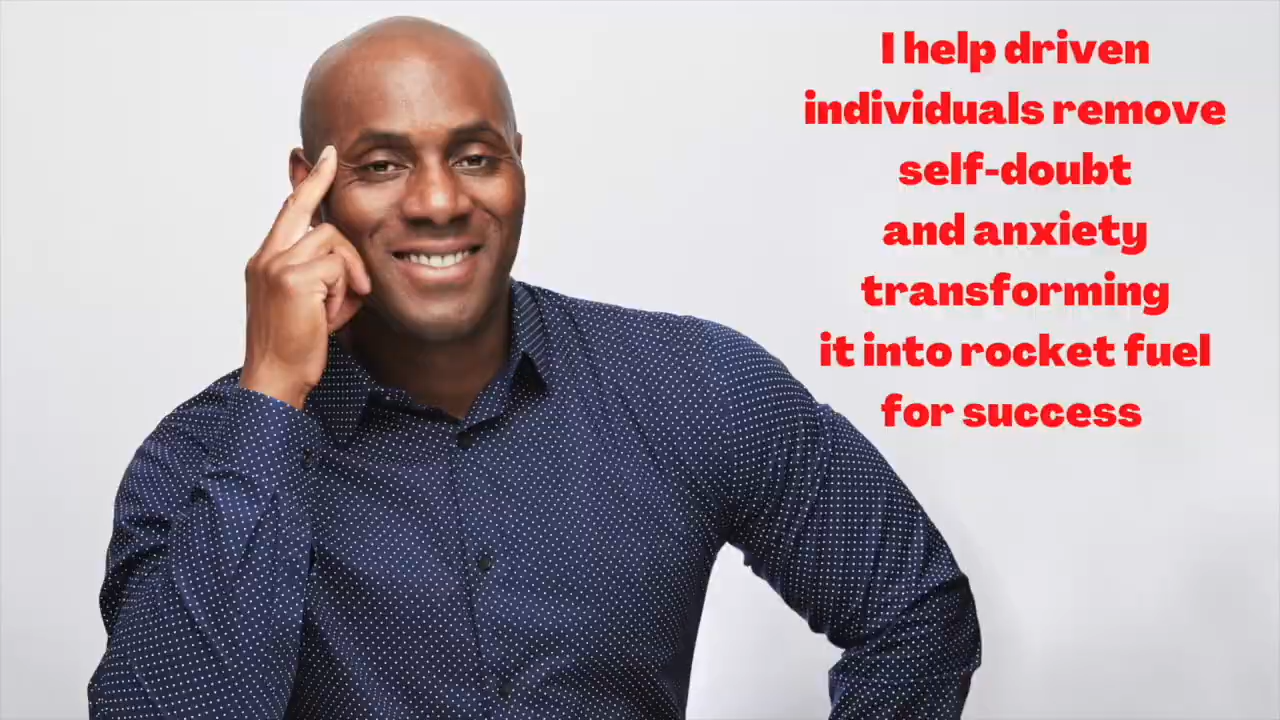 I help driven
individuals remove
self-doubt
and anxiety
transforming
it into rocket fuel
for success